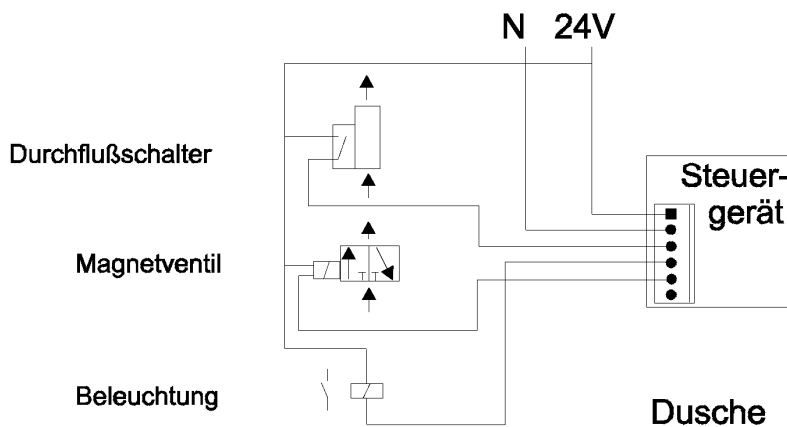 N 24V
Durchflußschalter
Steuer-
gerät
Magnetventil
Beleuchtung
Dusche